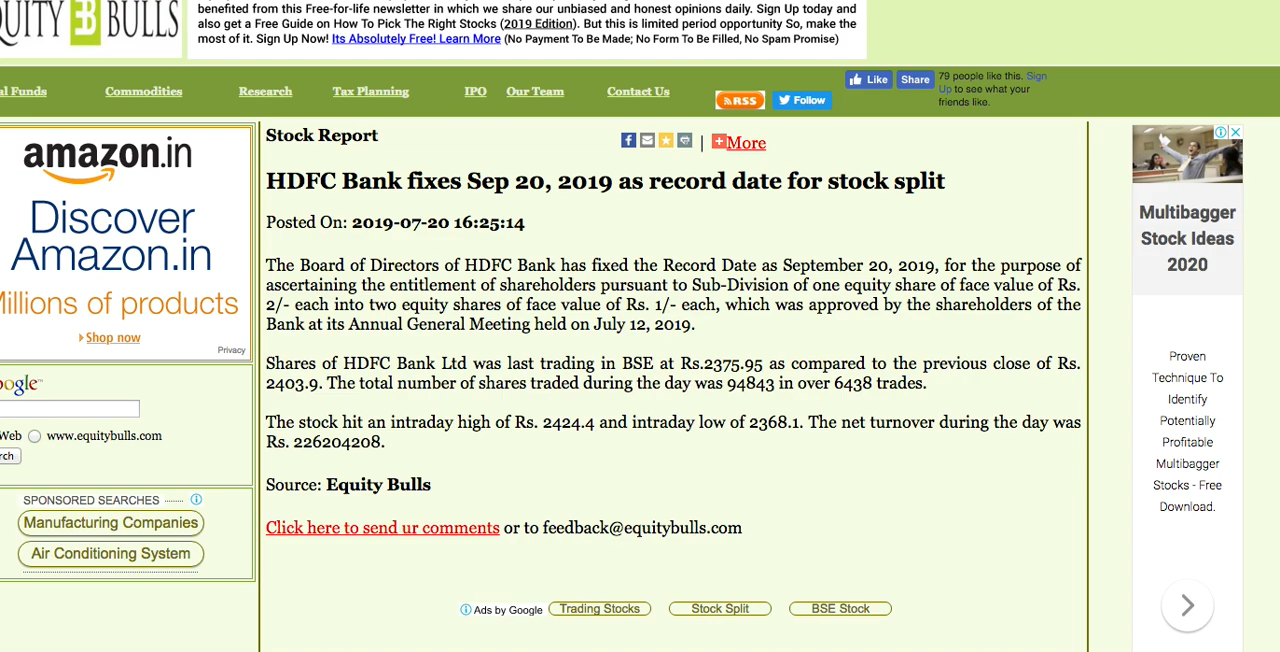 benefited from this Free-for-life newsletter in which we share our unbiased and honest opinions daily. Sign Up today and
also get a Free Guide on How To Pick The Right Stocks (2019 Edition). But this is limited period opportunity So, make the
most of it. Sign Up Now! Its Absolutely Free! Learn More (No Payment To Be Made; No Form To Be Filled, No Spam Promise)
BULLS
Funds
Commodities
Research
Tax Planning
IPO
Our Team
Contact Us
RSS
Follow
Like
Share
79 people like this. Sign
Up to see what your
friends like.
amazon.in
Discover
Amazon.in
Millions of products
Shop now
Privacy
Web www.equitybulls.com
SPONSORED SEARCHES
Manufacturing Companies
Air Conditioning System
Stock Report
| More
HDFC Bank fixes Sep 20, 2019 as record date for stock split
Posted On: 2019-07-20 16:25:14
The Board of Directors of HDFC Bank has fixed the Record Date as September 20, 2019, for the purpose of
ascertaining the entitlement of shareholders pursuant to Sub-Division of one equity share of face value of Rs.
2/- each into two equity shares of face value of Rs. 1/- each, which was approved by the shareholders of the
Bank at its Annual General Meeting held on July 12, 2019.
Shares of HDFC Bank Ltd was last trading in BSE at Rs.2375.95 as compared to the previous close of Rs.
2403.9. The total number of shares traded during the day was 94843 in over 6438 trades.
The stock hit an intraday high of Rs. 2424.4 and intraday low of 2368.1. The net turnover during the day was
Rs. 226204208.
Source: Equity Bulls
Click here to send ur comments or to feedback@equitybulls.com
Ads by Google
Trading Stocks
Stock Split
BSE Stock
Multibagger
Stock Ideas
2020
Proven
Technique To
Identify
Potentially
Profitable
Multibagger
Stocks - Free
Download.